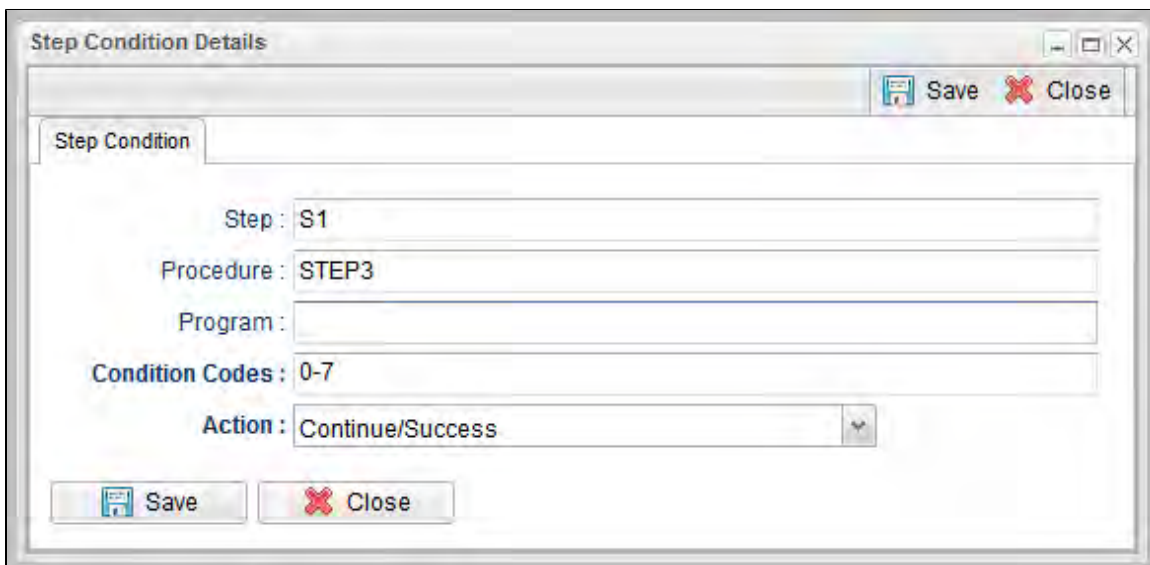 Step Condition Details
Save Close
Step Condition
Step : S1
Procedure : STEP3
Program :
Condition Codes : 0-7
Action : Continue/Success
Save Close